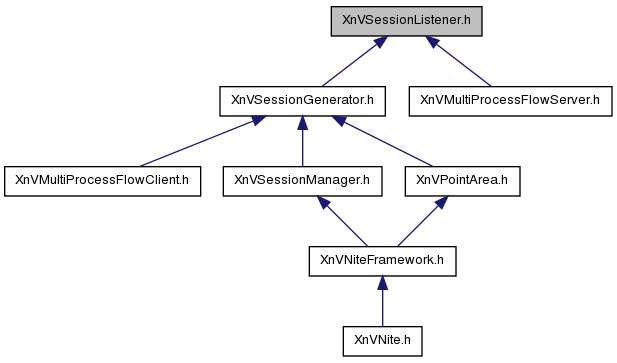 XnVSessionListener.h
XnVSessionGenerator.h
XnVMultiProcessFlowServer.h
XnVMultiProcessFlowClient.h
XnVSessionManager.h
XnVPointArea.h
XnVNiteFramework.h
XnVNite.h